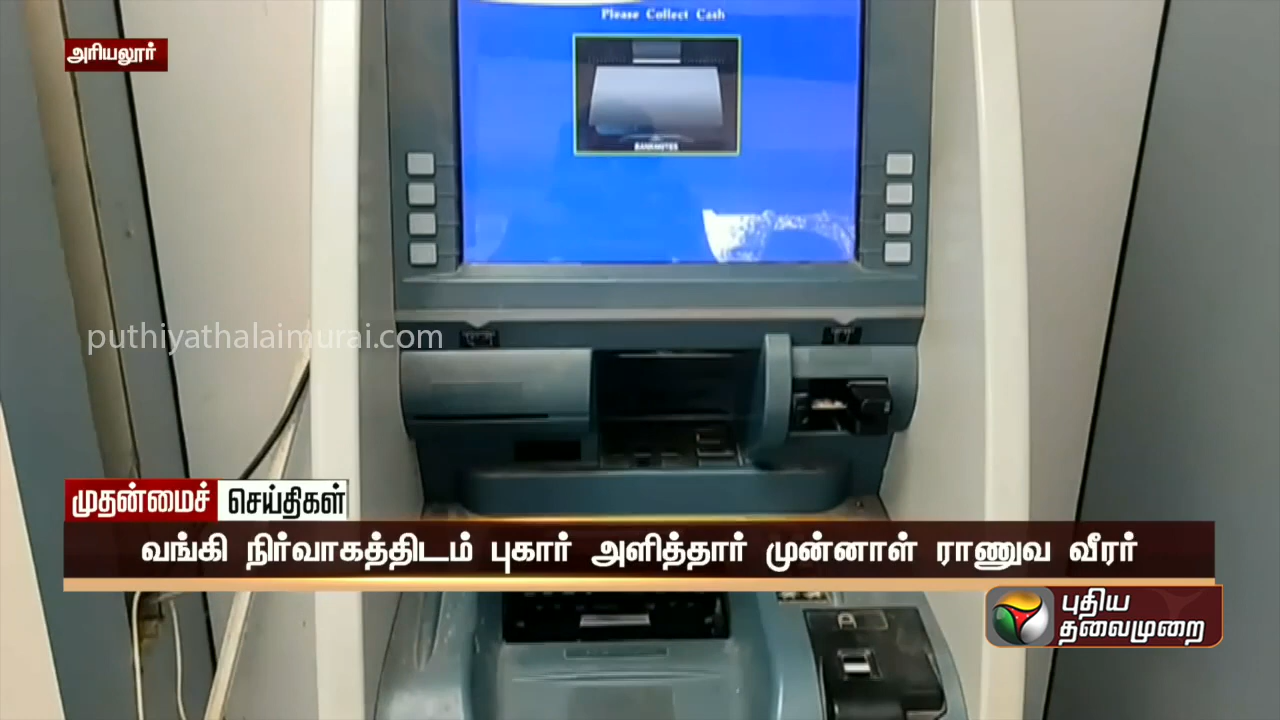 Please Collect Cash
அரியலூர்
BANKNOTES
puthiyathalaimurai.com
முதன்மைச் செய்திகள்
வங்கி நிர்வாகத்திடம் புகார் அளித்தார் முன்னாள் ராணுவ வீரர்
புதிய
தலைமுறை